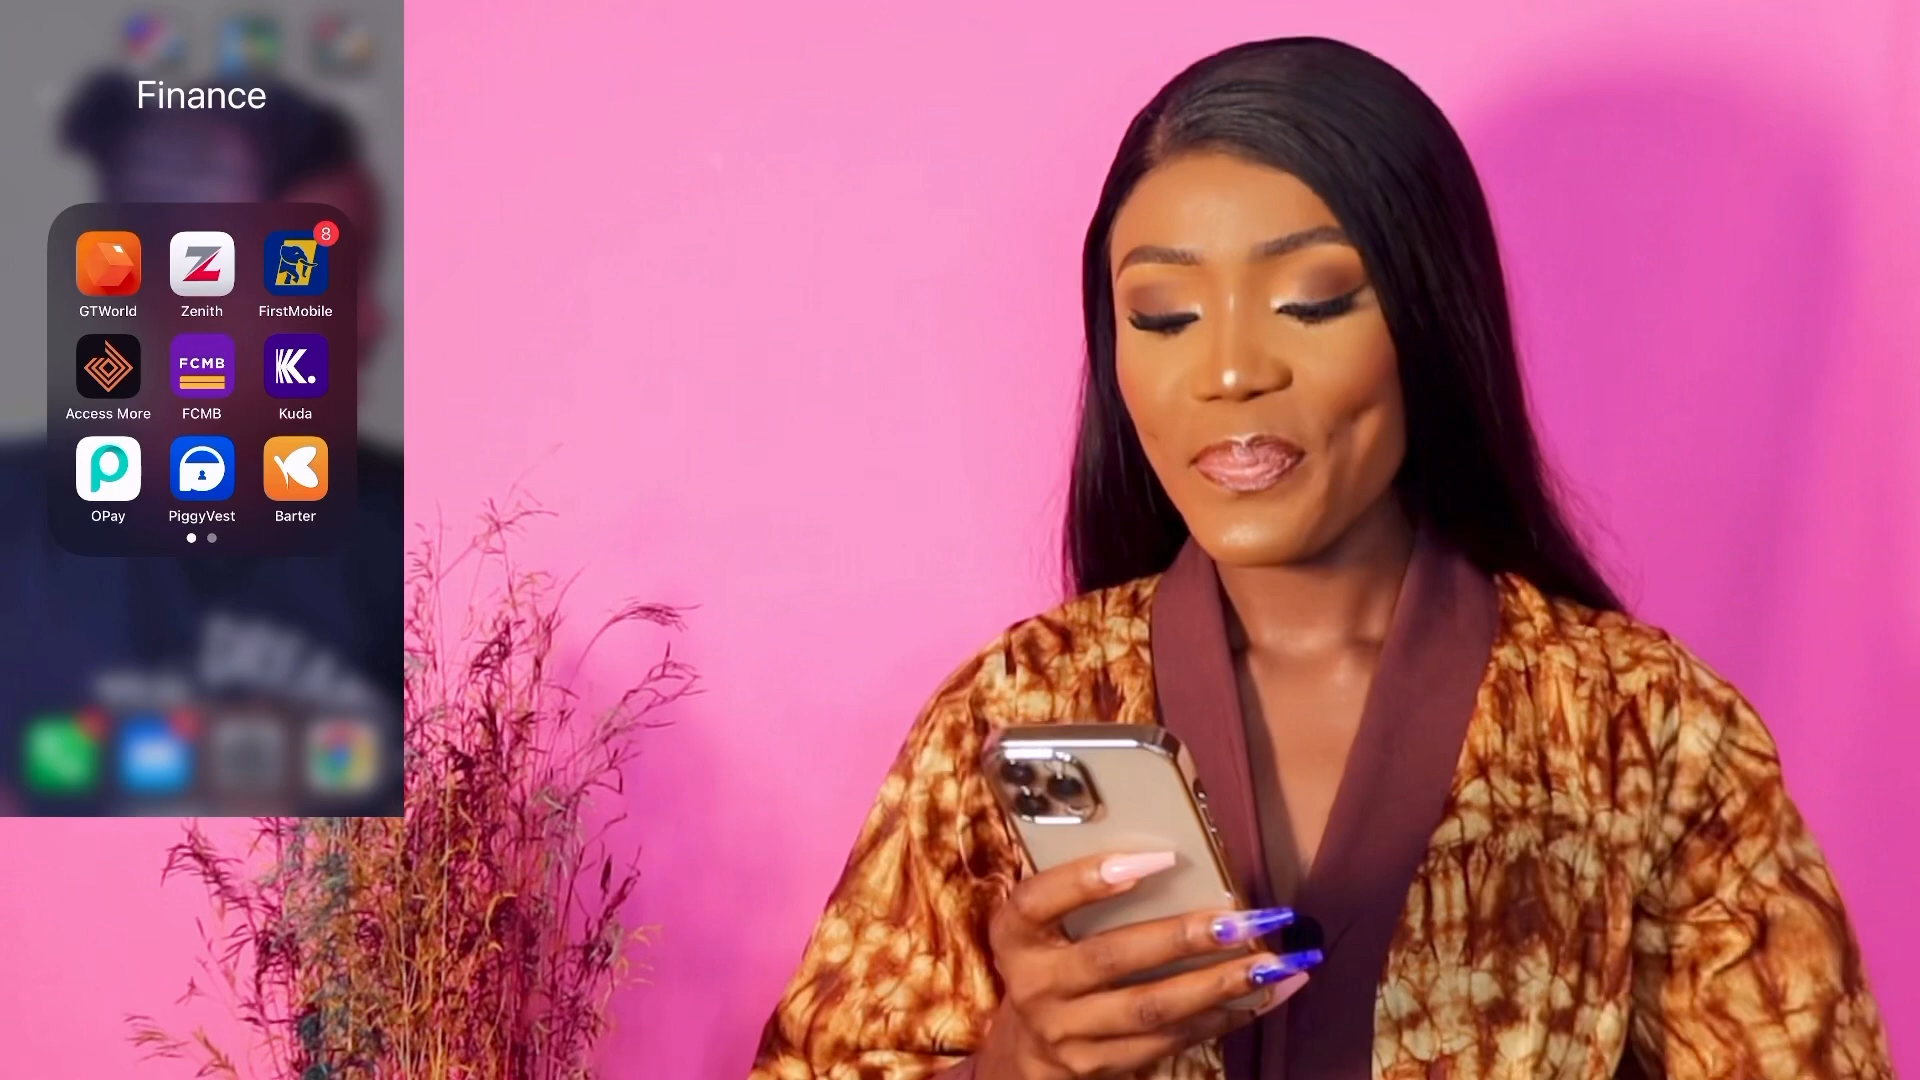 Finance
8
GTWorld
Zenith
FirstMobile
FCMB
K.
Access More
FCMB
Kuda
OPay
PiggyVest
Barter